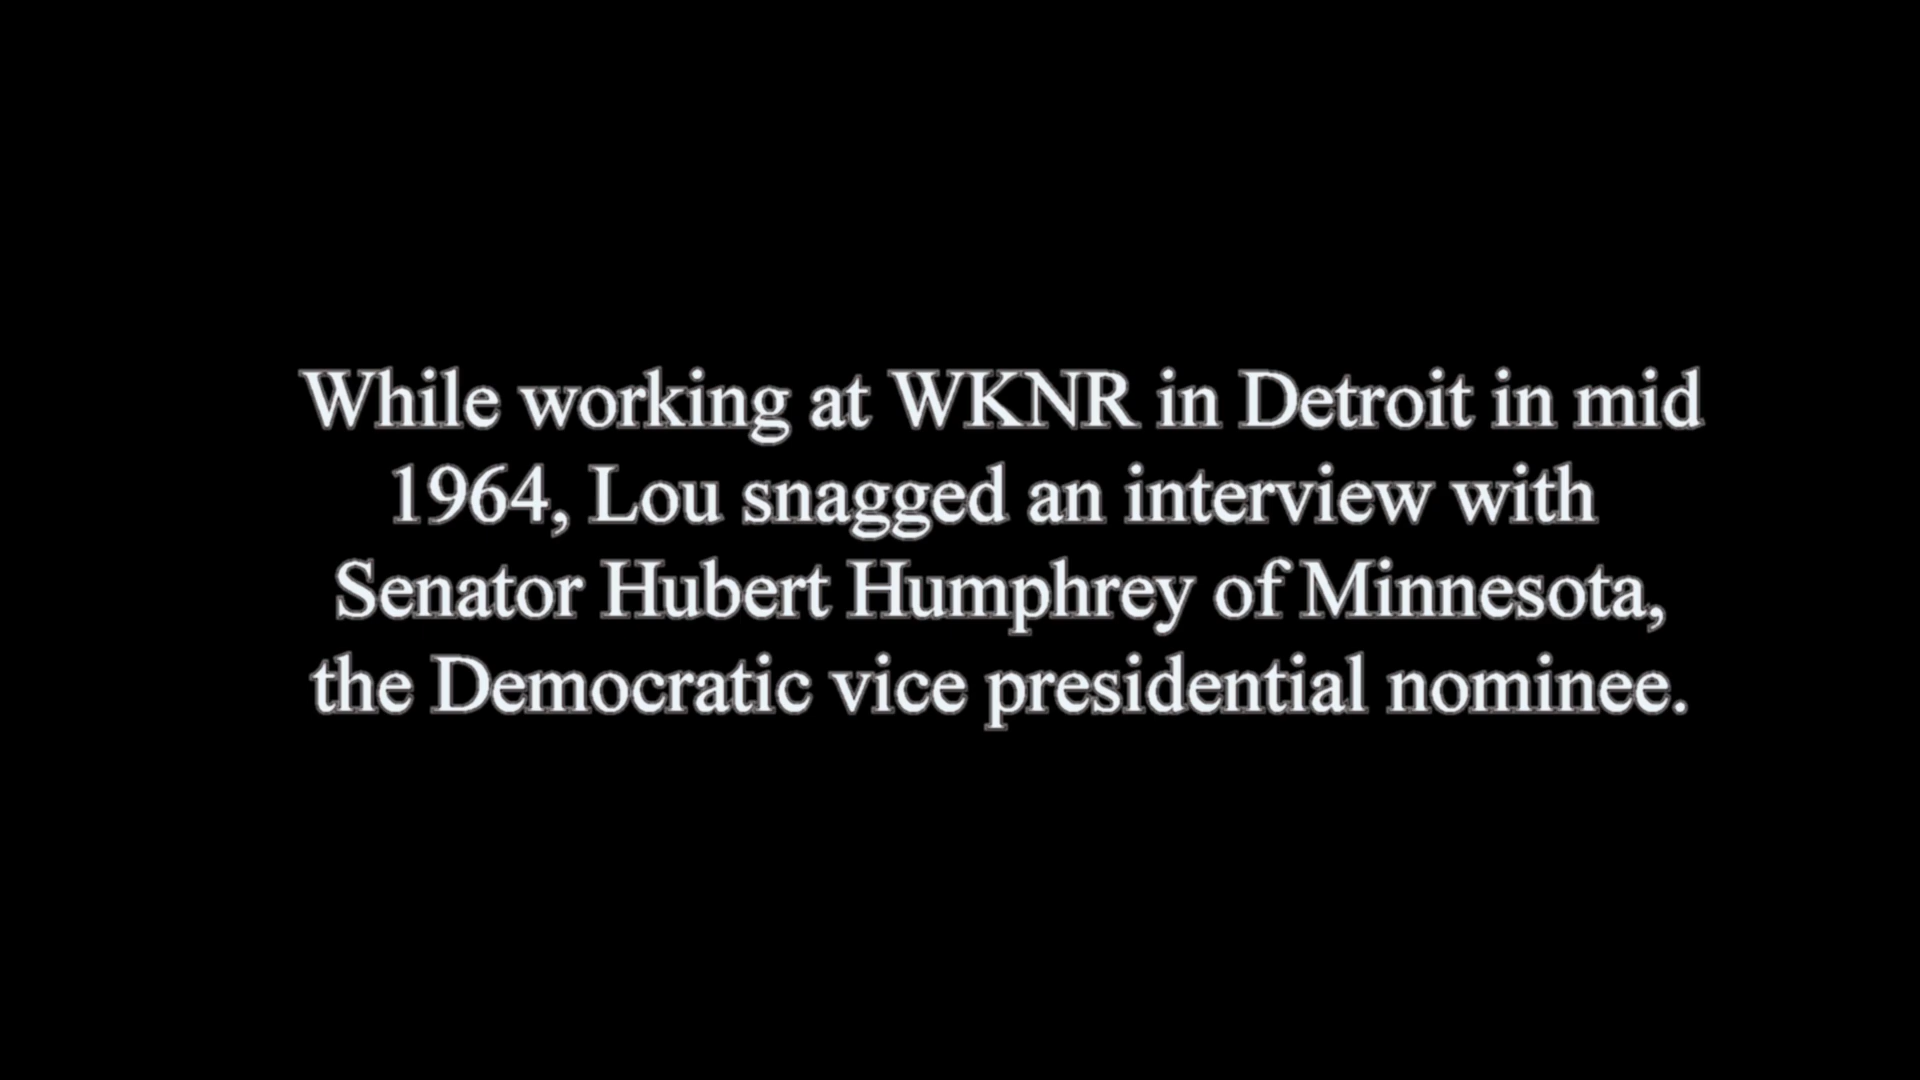 While working at WKNR in Detroit in mid
1964, Lou snagged an interview with
Senator Hubert Humphrey of Minnesota,
the Democratic vice presidential nominee.